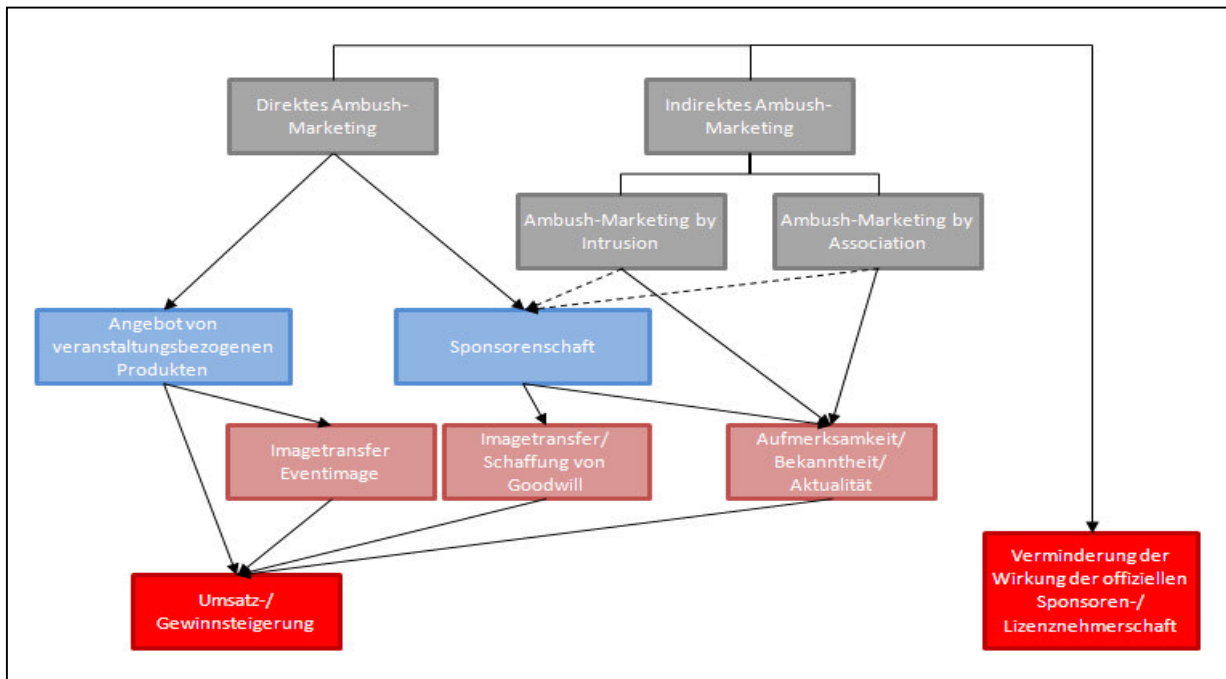 Direktes Ambush-
Marketing
Indirektes Ambush-
Marketing
Ambush-Marketing by
Intrusion
Ambush-Marketing by
Association
Angebot von
veranstaltungsbezogenen
Produkten
Sponsorenschaft
Imagetransfer
Eventimage
Imagetransfer/
Schaffung von
Goodwill
Aufmerksamkeit/
Bekanntheit/
Aktualität
Umsatz-/
Gewinnsteigerung
Verminderung der
Wirkung der offiziellen
Sponsoren-/
Lizenznehmerschaft